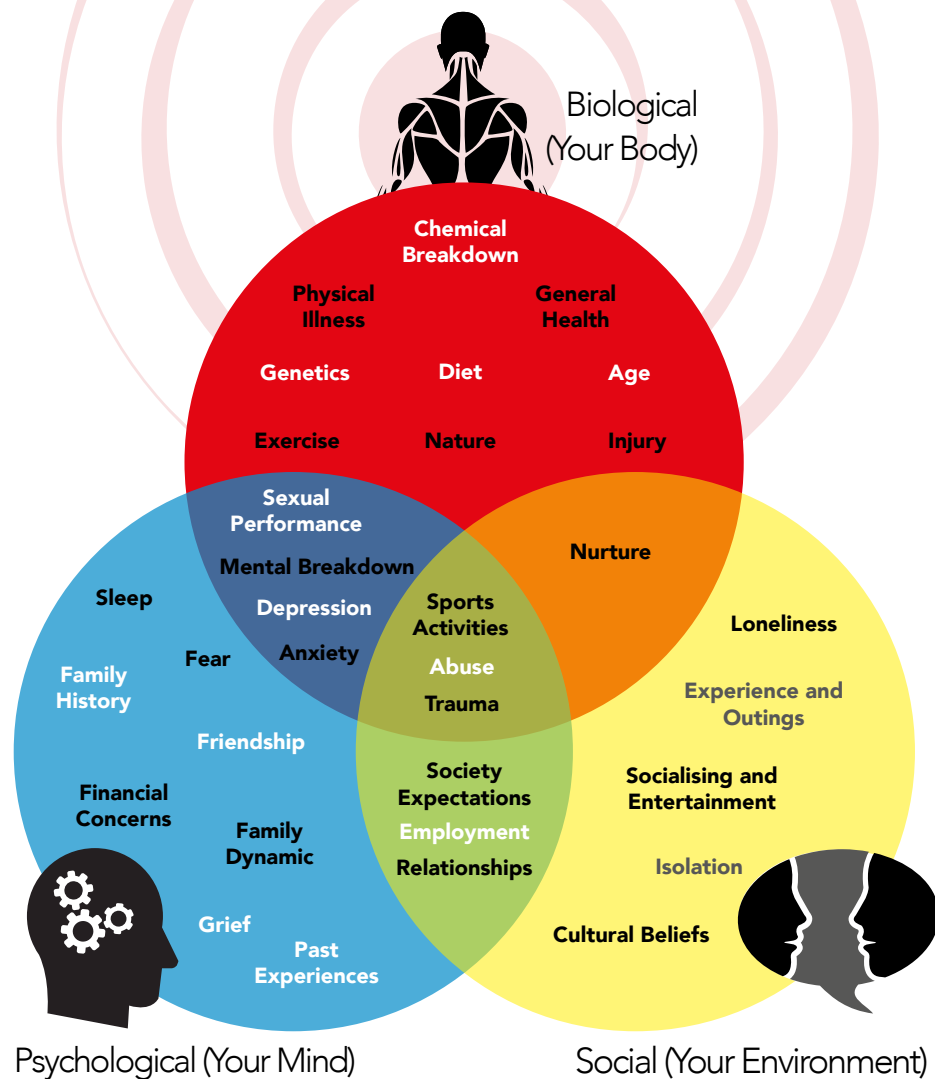 Biological
(Your Body)
Chemical
Breakdown
Physical
Illness
General
Health
Genetics
Diet
Age
Exercise
Nature
Injury
Sexual
Performance
Mental Breakdown
Depression
Anxiety
Nurture
Sports
Activities
Abuse
Trauma
Sleep
Fear
Family
History
Friendship
Financial
Concerns
Family
Dynamic
Grief
Past
Experiences
Society
Expectations
Employment
Relationships
Loneliness
Experience and
Outings
Socialising and
Entertainment
Isolation
Cultural Beliefs
Psychological (Your Mind)
Social (Your Environment)